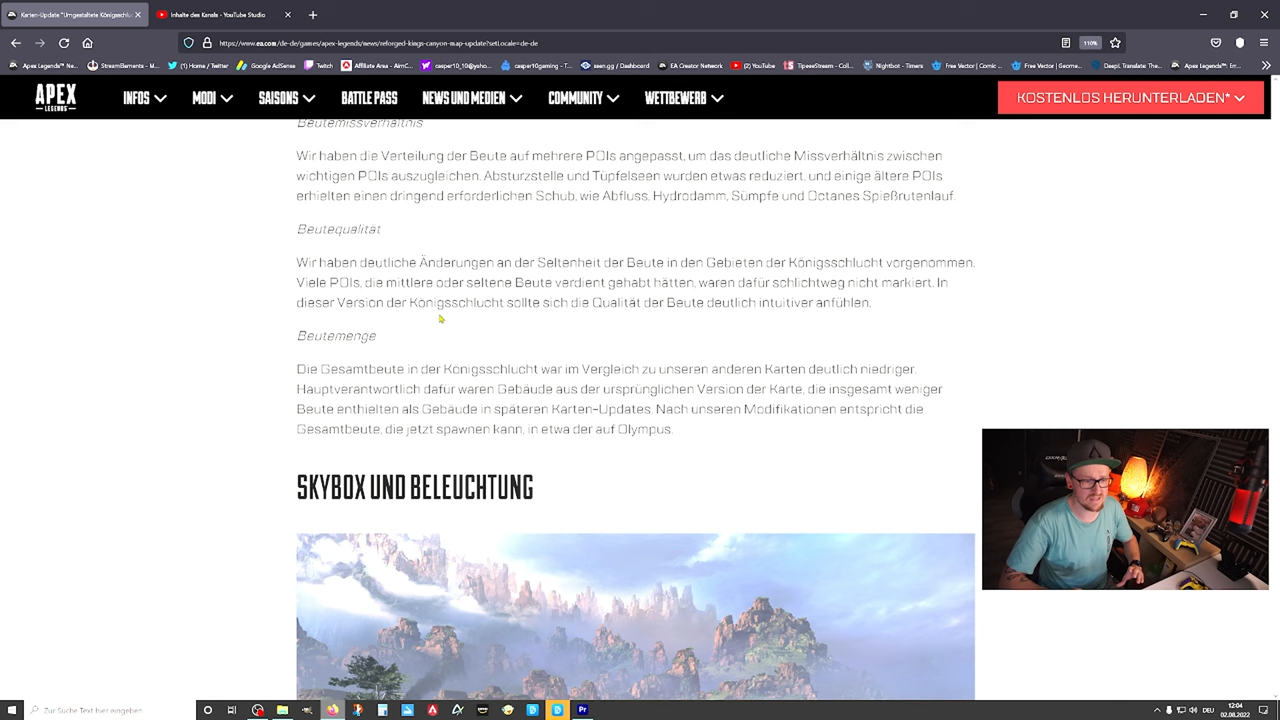 Karten-Update "Umgestaltete Königsschlu
Inhalte des Kanals - YouTube Studio
https://www.ea.com/de-de/games/apex-legends/news/reforged-kings-canyon-map-update?setLocale=de-de
110%
Apex Legends™ Ne...
StreamElements - M...
(1) Home / Twitter
Google AdSense
Twitch
Affiliate Area - AimC...
casper10_10@yaho...
casper10gaming - T...
seen.gg / Dashboard
EA Creator Network
(2) YouTube
TipeeeStream - Coll...
Nightbot - Timers
Free Vector | Comic ...
Free Vector | Geome...
DeepL Translate: The...
Apex Legends™: Em...
APEX
LEGENDS
INFOS
MODI
SAISONS
BATTLE PASS
NEWS UND MEDIEN
COMMUNITY
WETTBEWERB
KOSTENLOS HERUNTERLADEN*
Beutemissverhältnis
Wir haben die Verteilung der Beute auf mehrere POIs angepasst, um das deutliche Missverhältnis zwischen
wichtigen POIs auszugleichen. Absturzstelle und Tüpfelseen wurden etwas reduziert, und einige ältere POIs
erhielten einen dringend erforderlichen Schub, wie Abfluss, Hydrodamm, Sümpfe und Octanes Spießrutenlauf.
Beutequalität
Wir haben deutliche Änderungen an der Seltenheit der Beute in den Gebieten der Königsschlucht vorgenommen.
Viele POIs, die mittlere oder seltene Beute verdient gehabt hätten, waren dafür schlichtweg nicht markiert. In
dieser Version der Königsschlucht sollte sich die Qualität der Beute deutlich intuitiver anfühlen.
Beutemenge
Die Gesamtbeute in der Königsschlucht war im Vergleich zu unseren anderen Karten deutlich niedriger.
Hauptverantwortlich dafür waren Gebäude aus der ursprünglichen Version der Karte, die insgesamt weniger
Beute enthielten als Gebäude in späteren Karten-Updates. Nach unseren Modifikationen entspricht die
Gesamtbeute, die jetzt spawnen kann, in etwa der auf Olympus.
SKYBOX UND BELEUCHTUNG
Zur Suche Text hier eingeben
DEU
12:04
02.08.2022